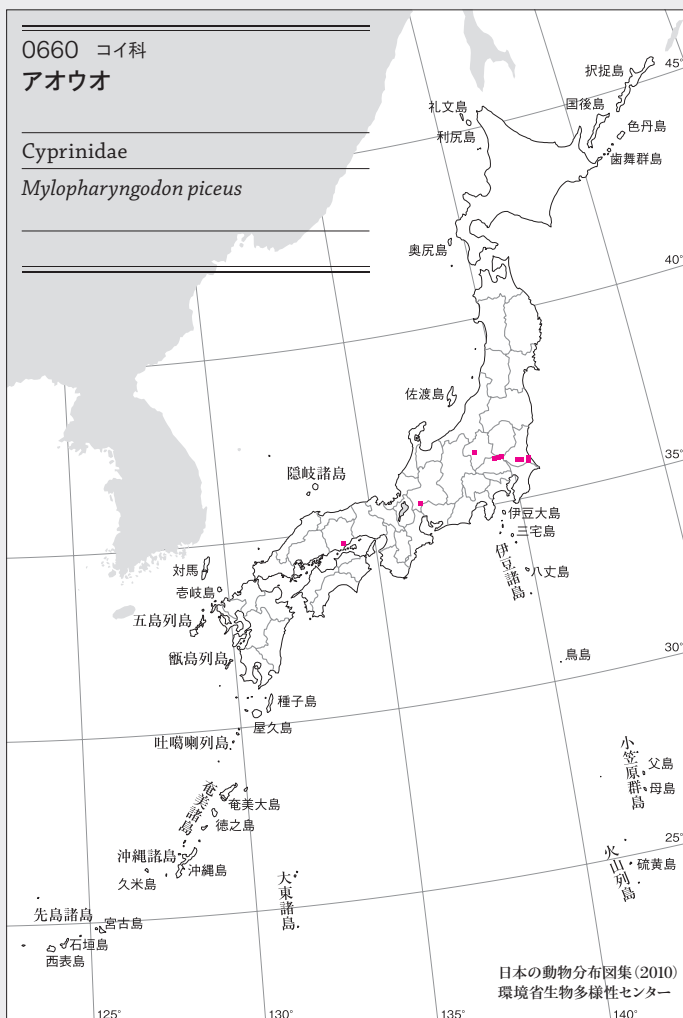 0660 コイ科
アオウオ
Cyprinidae
Mylopharyngodon piceus
45°
択捉島
国後島
礼文島
色丹島
利尻島
歯舞群島
奥尻島
40°
佐渡島
35°
隠岐諸島
伊豆大島
三宅島
伊豆諸島
八丈島
対馬
壱岐島
五島列島
甑島列島
鳥島
30°
種子島
屋久島
吐噶喇列島
小笠原群島
父島
母島
奄美諸島
奄美大島
徳之島
25°
沖縄諸島
沖縄島
久米島
火山列島
硫黄島
大東諸島
先島諸島
宮古島
石垣島
西表島
日本の動物分布図集(2010)
環境省生物多様性センター
125°
130°
135°
140°